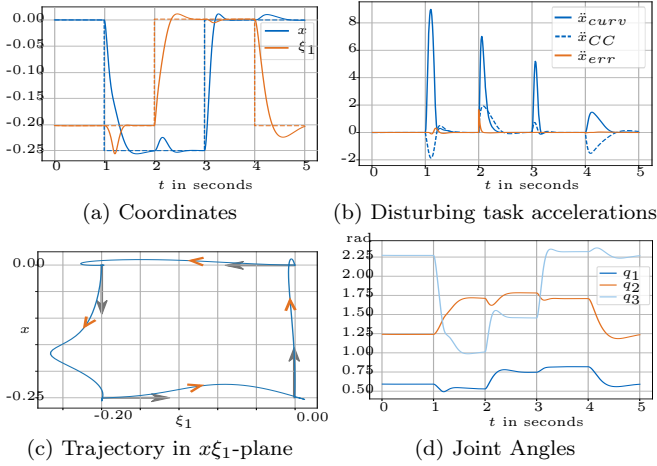 0.00
-0.05
-0.10
-0.15
-0.20
-0.25
x
ξ1
0 1 2 3 4 5
t in seconds
(a) Coordinates
8
6
4
2
0
-2
ẍcurv
ẍCC
ẍerr
0 1 2 3 4 5
t in seconds
(b) Disturbing task accelerations
0.00
x
-0.25
-0.20 0.00
ξ1
(c) Trajectory in xξ1-plane
rad
2.25
2.00
1.75
1.50
1.25
1.00
0.75
0.50
q1
q2
q3
0 1 2 3 4 5
t in seconds
(d) Joint Angles